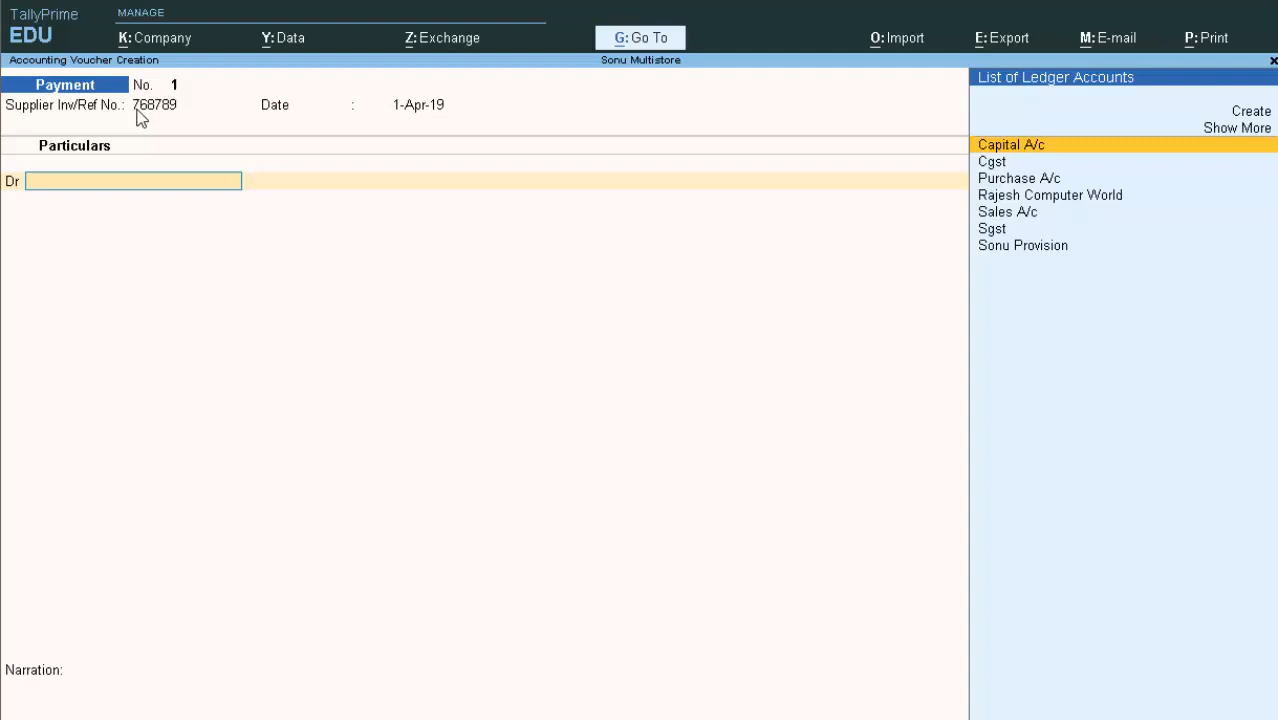 TallyPrime
MANAGE
EDU
K: Company
Y: Data
Z: Exchange
G: Go To
O: Import
E: Export
M: E-mail
P: Print
Accounting Voucher Creation
Sonu Multistore
×
Payment No. 1
Supplier Inv/Ref No.: 768789 Date : 1-Apr-19
Particulars
Dr
Narration:
List of Ledger Accounts
Create
Show More
Capital A/c
Cgst
Purchase A/c
Rajesh Computer World
Sales A/c
Sgst
Sonu Provision